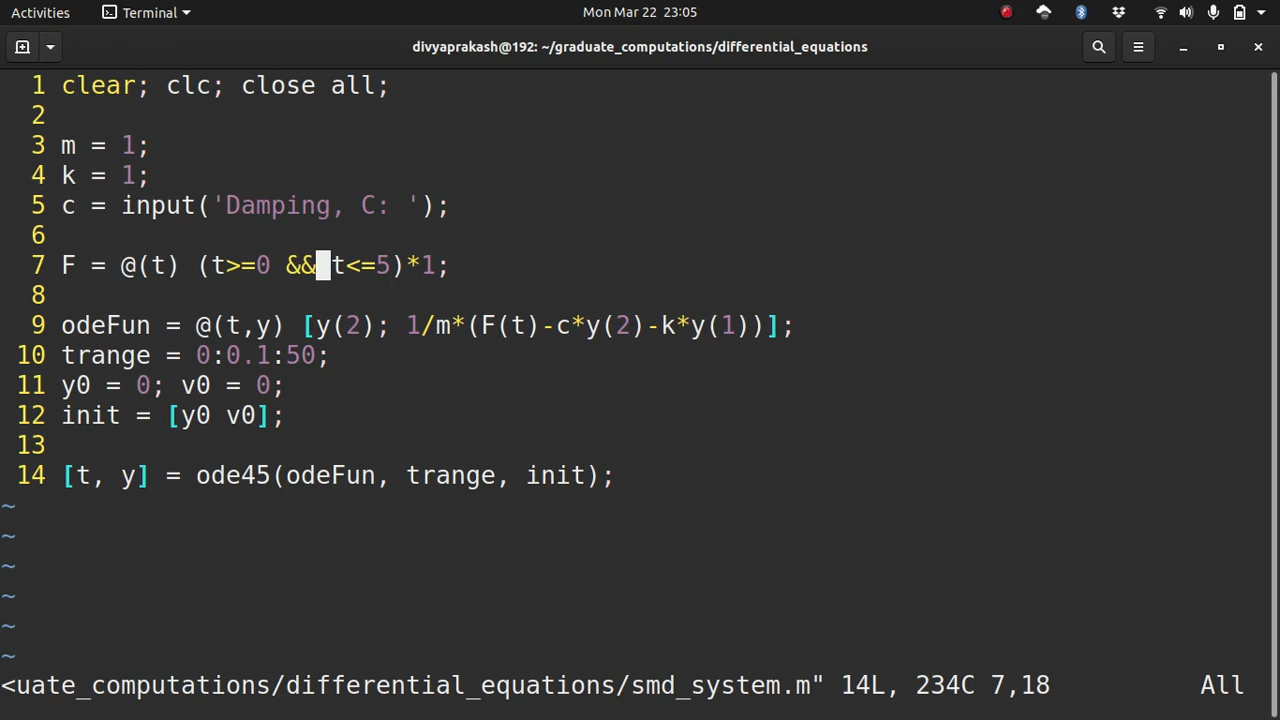 Activities Terminal Mon Mar 22 23:05
divyaprakash@192: ~/graduate_computations/differential_equations
1 clear; clc; close all;
2
3 m = 1;
4 k = 1;
5 c = input('Damping, C: ');
6
7 F = @(t) (t>=0 && t<=5)*1;
8
9 odeFun = @(t,y) [y(2); 1/m*(F(t)-c*y(2)-k*y(1))];
10 trange = 0:0.1:50;
11 y0 = 0; v0 = 0;
12 init = [y0 v0];
13
14 [t, y] = ode45(odeFun, trange, init);
~
~
~
~
~
~
<uate_computations/differential_equations/smd_system.m" 14L, 234C 7,18 All